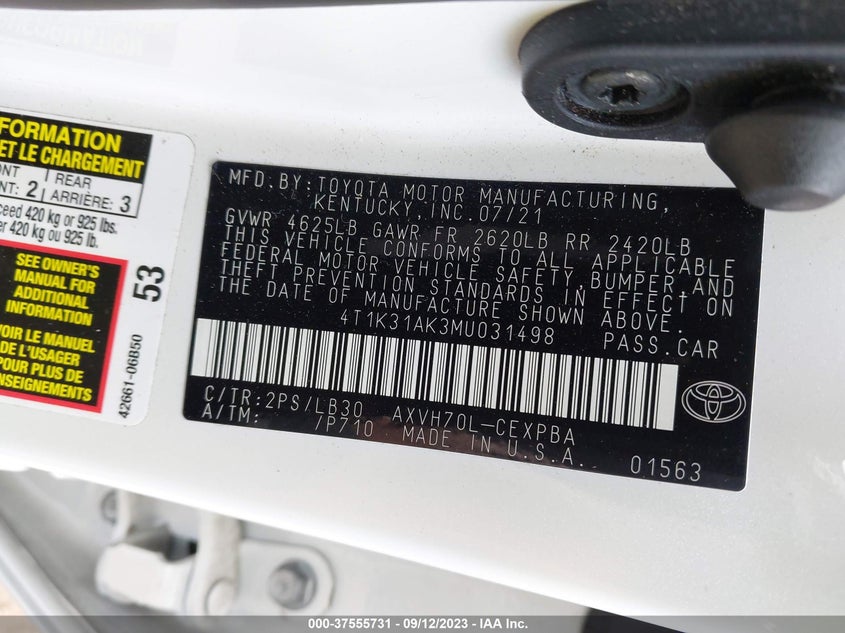 FORMATION
ET LE CHARGEMENT
NT: 2
REAR
ARRIÈRE: 3
420 kg or 925 lbs.
420 kg ou 925 lb.
SEE OWNER'S
MANUAL FOR
ADDITIONAL
INFORMATION
VOIR LE MANUEL
DE L'USAGER
POUR PLUS DE
ENSEIGNEMENTS
53
42661-06B50
MFD.BY:TOYOTA MOTOR MANUFACTURING,
KENTUCKY,INC.07/21
GVWR 4625LB GAWR FR 2620LB RR 2420LB
THIS VEHICLE CONFORMS TO ALL APPLICABLE
FEDERAL MOTOR VEHICLE SAFETY,BUMPER,AND
THEFT PREVENTION STANDARDS IN EFFECT ON
THE DATE OF MANUFACTURE SHOWN ABOVE.
4T1K31AK3MU031498 PASS.CAR
C/TR:2PS/LB30 AXVH70L-CEXPBA
A/TM: /P710 MADE IN U.S.A. 01563
000-37555731 - 09/12/2023 - IAA Inc.